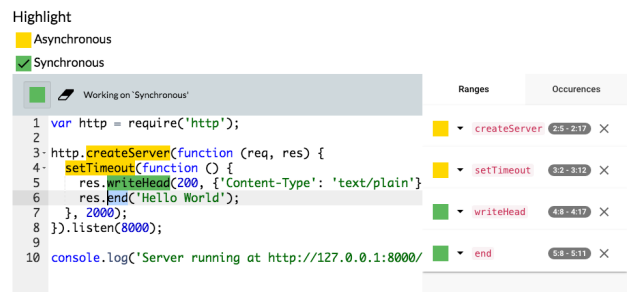 Highlight
Asynchronous
Synchronous
Working on `Synchronous'
Ranges
Occurences
1 var http = require('http');
2
3 http.createServer(function (req, res) {
4 setTimeout(function () {
5 res.writeHead(200, {'Content-Type': 'text/plain'}
6 res.end('Hello World');
7 }, 2000);
8 }).listen(8000);
9
10 console.log('Server running at http://127.0.0.1:8000/
createServer 2:5 - 2:17
setTimeout 3:2 - 3:12
writeHead 4:8 - 4:17
end 5:8 - 5:11